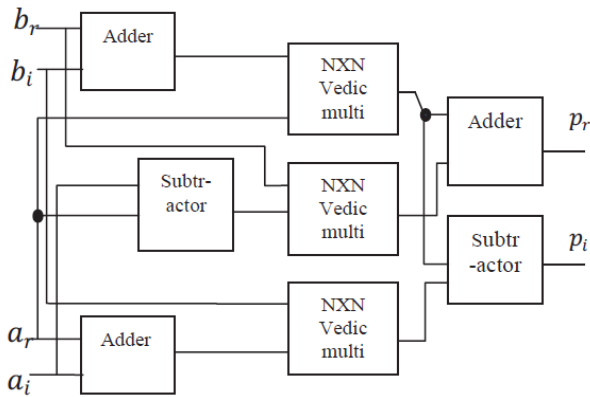 b_r
Adder
b_i
NXN
Vedic
multi
Adder
p_r
Subtr-
actor
NXN
Vedic
multi
Subtr
-actor
p_i
NXN
Vedic
multi
a_r
Adder
a_i